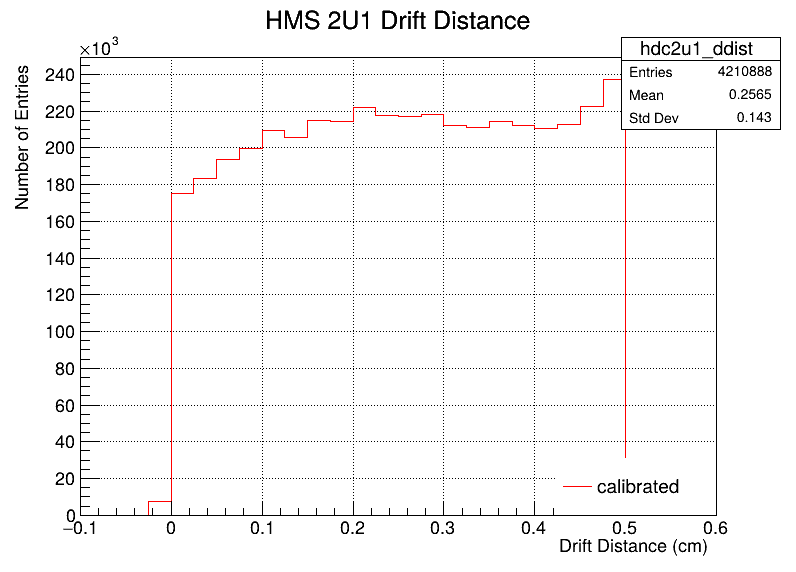 HMS 2U1 Drift Distance
×10³
hdc2u1_ddist
Entries 4210888
Mean 0.2565
Std Dev 0.143
Number of Entries
240
220
200
180
160
140
120
100
80
60
40
20
0
calibrated
−0.1 0 0.1 0.2 0.3 0.4 0.5 0.6
Drift Distance (cm)